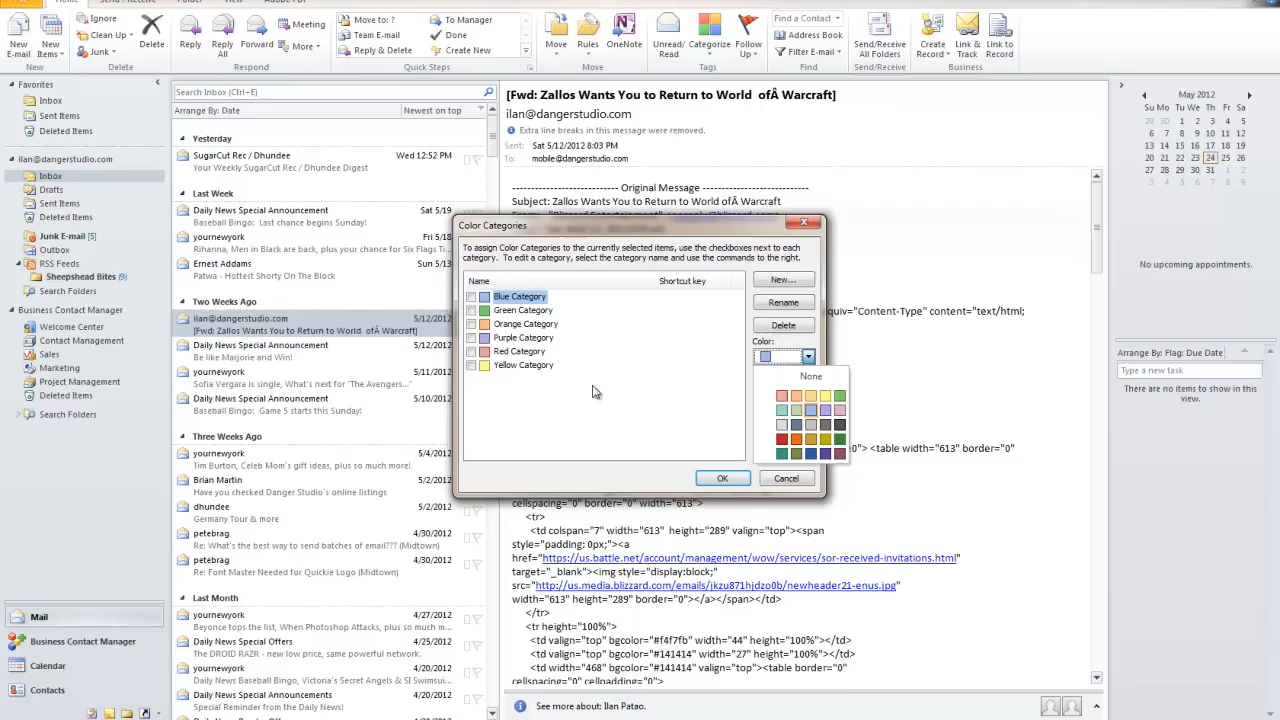 Home
Ignore
Clean Up
Junk
New E-mail
New Items
Delete
Reply
Reply All
Forward
Meeting
More
Move to: ?
To Manager
Team E-mail
Done
Reply & Delete
Create New
Move
Rules
OneNote
Unread/ Read
Categorize
Follow Up
Find a Contact
Address Book
Filter E-mail
Send/Receive All Folders
Create Record
Link & Track
Link to Record
New
Delete
Respond
Quick Steps
Move
Tags
Find
Send/Receive
Business
Favorites
Inbox
Sent Items
Deleted Items
ilan@dangerstudio.com
Inbox
Drafts
Sent Items
Deleted Items
Junk E-mail [5]
Outbox
RSS Feeds
Sheepshead Bites (9)
Search Folders
Business Contact Manager
Welcome Center
Contact Management
Sales
Marketing
Project Management
Deleted Items
Search Folders
Mail
Business Contact Manager
Calendar
Contacts
Search Inbox (Ctrl+E)
Arrange By: Date
Newest on top
Yesterday
SugarCut Rec / Dhundee Wed 12:52 PM
Your Weekly SugarCut Rec / Dhundee Digest
Last Week
Daily News Special Announcement Sat 5/19
Baseball Bingo: Last chance begins Sunday!
yournewyork Fri 5/18
Rihanna, Men in Black are back, plus your chance for Six Flags Ti...
Ernest Addams Sun 5/13
Patwa - Hottest Shorty On The Block
Two Weeks Ago
ilan@dangerstudio.com 5/12/2012
[Fwd: Zallos Wants You to Return to World ofÂ Warcraft]
Daily News Special Announcement 5/12/2012
Be like Marjorie and Win!
yournewyork 5/11/2012
Sofia Vergara is single, What's next for "The Avengers...
Daily News Special Announcement 5/10/2012
Baseball Bingo: Game 5 starts this Sunday!
Three Weeks Ago
yournewyork 5/4/2012
Tim Burton, Celeb Mom's gift ideas, plus so much more!
Brian Martin 5/2/2012
Have you checked Danger Studio's online listings
dhundee 5/2/2012
Germany Tour & more
petebrag 4/30/2012
Re: What's the best way to send batches of email??? (Midtown)
petebrag 4/30/2012
Re: Font Master Needed for Quickie Logo (Midtown)
Last Month
yournewyork 4/27/2012
Beyonce tops the list, When Photoshop Attacks, plus so much m...
Daily News Special Offers 4/25/2012
The DROID RAZR - new low price, same powerful network.
yournewyork 4/20/2012
Daily News Baseball Bingo, Victoria's Secret Angels & SI Swimsui...
Daily News Special Announcements 4/20/2012
Special Reminder from the Daily News!
[Fwd: Zallos Wants You to Return to World ofÂ Warcraft]
ilan@dangerstudio.com
Extra line breaks in this message were removed.
Sent: Sat 5/12/2012 8:03 PM
To: mobile@dangerstudio.com
---------------------------- Original Message ----------------------------
Subject: Zallos Wants You to Return to World ofÂ Warcraft
Color Categories
To assign Color Categories to the currently selected items, use the checkboxes next to each
category. To edit a category, select the category name and use the commands to the right.
Name Shortcut key
Blue Category
Green Category
Orange Category
Purple Category
Red Category
Yellow Category
New...
Rename
Delete
Color:
None
OK
Cancel
quiv="Content-Type" content="text/html;
:0"> <table width="613" border="0"
cellspacing="0" border="0" width="613">
<tr>
<td colspan="7" width="613" height="289" valign="top"><span
style="padding: 0px;"><a
href="https://us.battle.net/account/management/wow/services/sor-received-invitations.html"
target="_blank"><img style="display:block;"
src="http://us.media.blizzard.com/emails/jkzu871hjdzo0b/newheader21-enus.jpg"
width="613" height="289" border="0"></a></span></td>
</tr>
<tr height="100%">
<td valign="top" bgcolor="#f4f7fb" width="44" height="100%"></td>
<td valign="top" bgcolor="#141414" width="27" height="100%"></td>
<td width="468" bgcolor="#141414" valign="top"><table border="0"
cellspacing="0" cellpadding="0">
See more about: Ilan Patao.
May 2012
Su Mo Tu We Th Fr Sa
29 30 1 2 3 4 5
6 7 8 9 10 11 12
13 14 15 16 17 18 19
20 21 22 23 24 25 26
27 28 29 30 31 1 2
3 4 5 6 7 8 9
No upcoming appointments.
Arrange By: Flag: Due Date
Type a new task
There are no items to show in this
view.